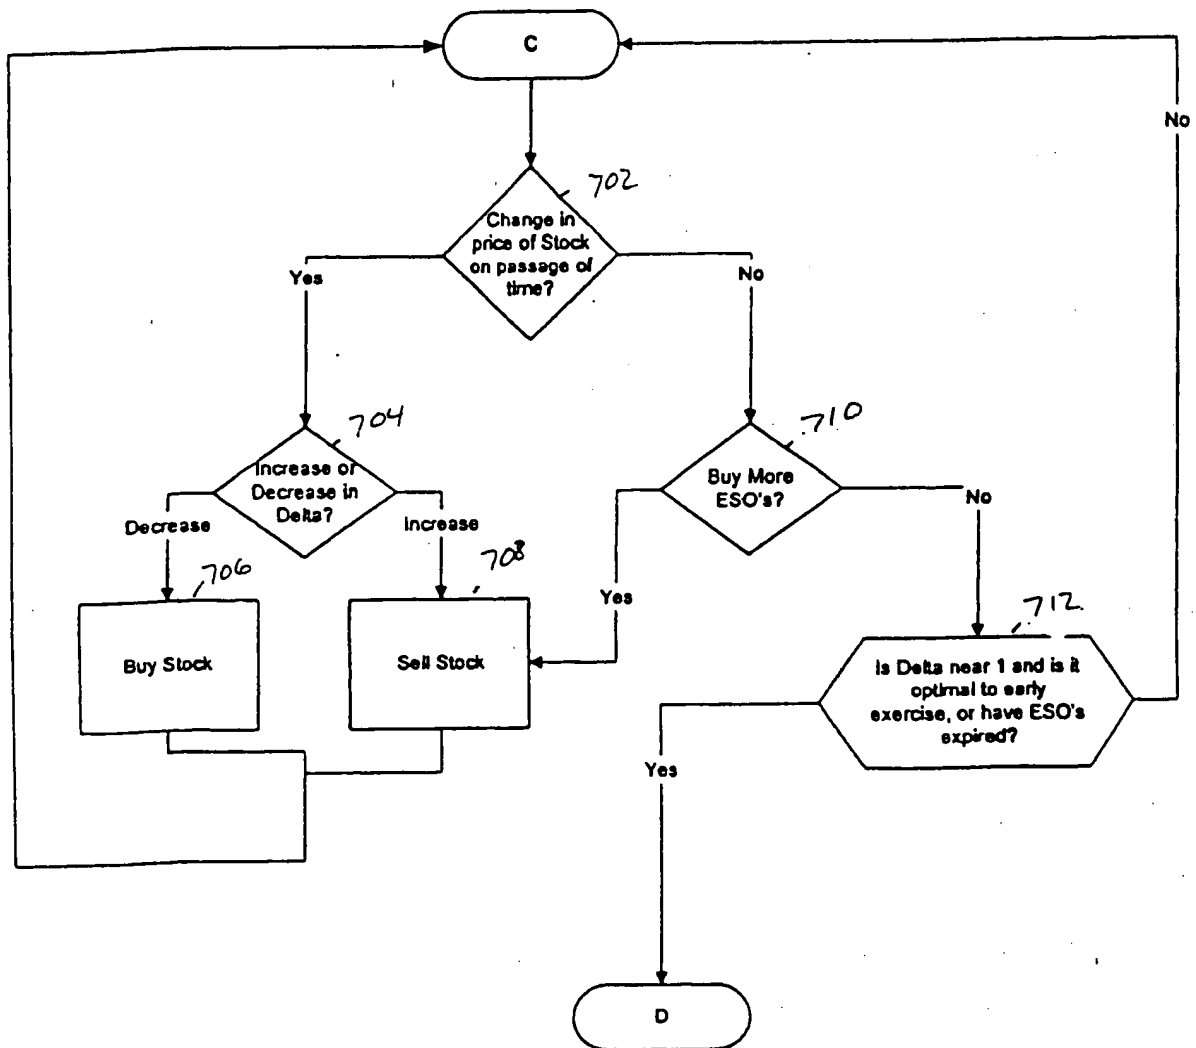 C
No
702
Change in
price of Stock
on passage of
time?
Yes
No
704
710
Increase or
Decrease in
Delta?
Buy More
ESO's?
Decrease
Increase
No
706
708
Yes
712
Buy Stock
Sell Stock
Is Delta near 1 and is it
optimal to early
exercise, or have ESO's
expired?
Yes
D